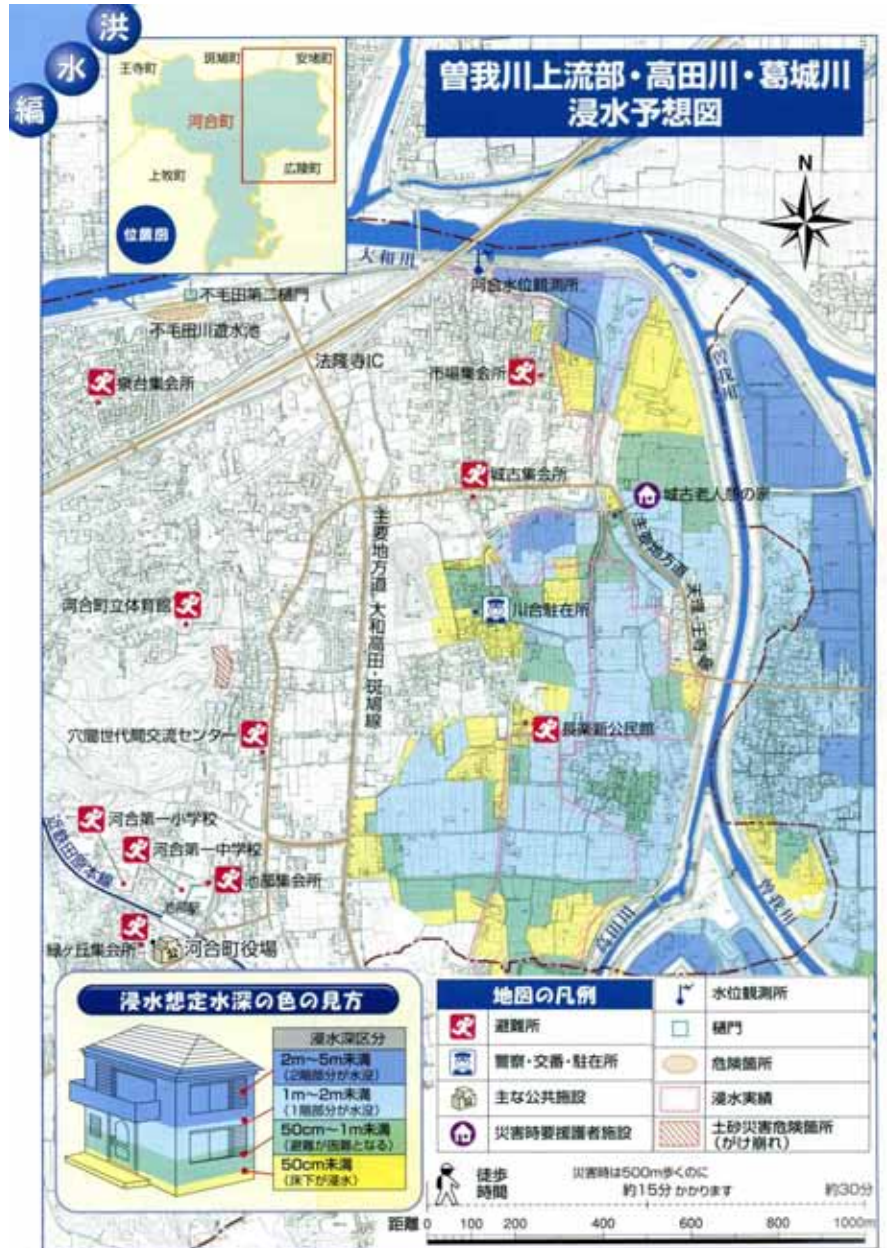 洪
水
編
王寺町
斑鳩町
安堵町
河合町
上牧町
広陵町
位置図
曽我川上流部・高田川・葛城川
浸水予想図
N
大和川
河合水位観測所
不毛田第二樋門
不毛田川遊水池
法隆寺IC
曽我川
泉台集会所
市場集会所
城古集会所
城古老人憩の家
主要地方道 大和高田・斑鳩線
主要地方道 天理・王寺線
河合町立体育館
川合駐在所
穴闇世代間交流センター
長楽新公民館
河合第一小学校
近鉄田原本線
河合第一中学校
池部集会所
池部駅
緑ヶ丘集会所
河合町役場
高田川
曽我川
浸水想定水深の色の見方
浸水深区分
2m〜5m未満
(2階部分が水没)
1m〜2m未満
(1階部分が水没)
50cm〜1m未満
(避難が困難となる)
50cm未満
(床下が浸水)
地図の凡例
避難所
警察・交番・駐在所
主な公共施設
災害時要援護者施設
水位観測所
樋門
危険箇所
浸水実績
土砂災害危険箇所
(がけ崩れ)
徒歩
時間
災害時は500m歩くのに
約15分 かかります
約30分
距離 0 100 200 400 600 800 1000m